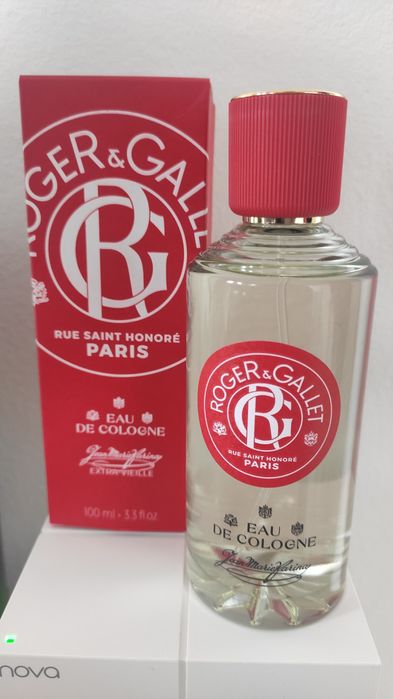 ROGER & GALLET
RG
RUE SAINT HONORÉ
PARIS
EAU
DE COLOGNE
Jean Marie Farina
EXTRA-VIEILLE
100 ml - 3.3 fl.oz.
ROGER & GALLET
RG
RUE SAINT HONORÉ
PARIS
EAU
DE COLOGNE
Jean Marie Farina
nova